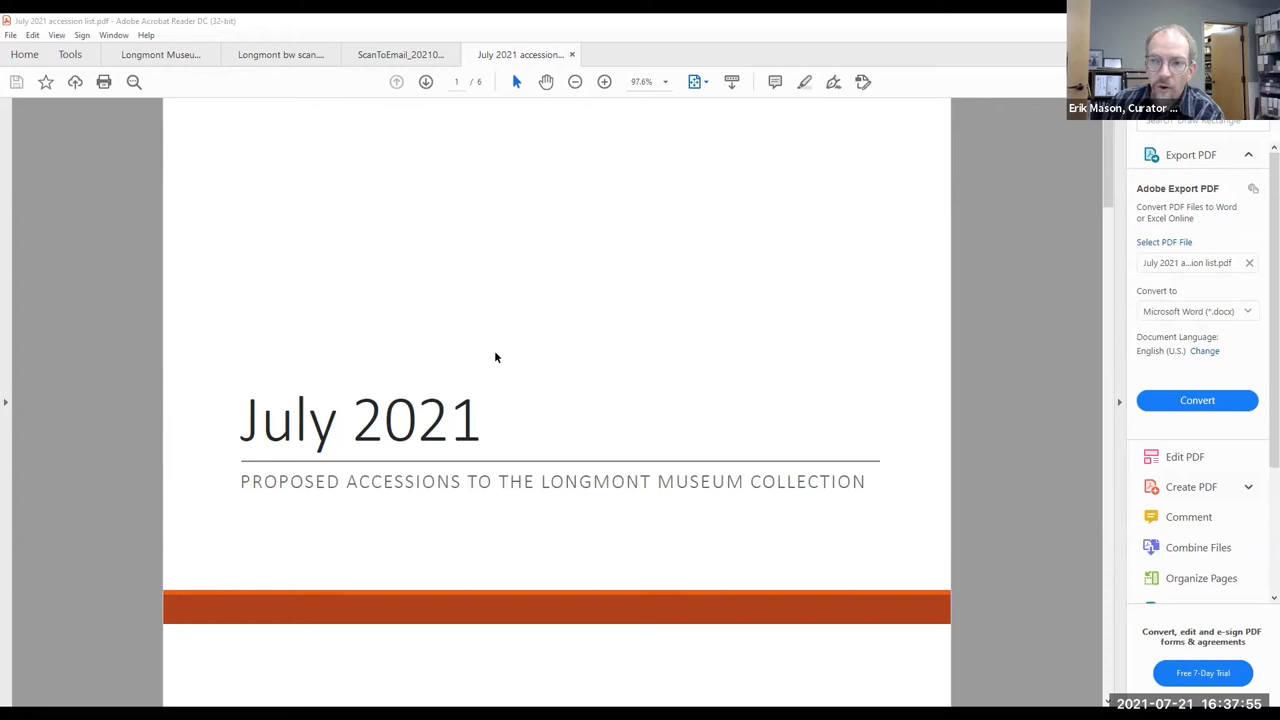 July 2021 accession list.pdf - Adobe Acrobat Reader DC (32-bit)
File Edit View Sign Window Help
Home Tools Longmont Museu... Longmont bw scan.... ScanToEmail_20210... July 2021 accession... ×
1 / 6 97.6%
Erik Mason, Curator ...
Search 'Draw Rectangle'
Export PDF
Adobe Export PDF
Convert PDF Files to Word
or Excel Online
Select PDF File
July 2021 a...ion list.pdf
Convert to
Microsoft Word (*.docx)
Document Language:
English (U.S.) Change
Convert
July 2021
PROPOSED ACCESSIONS TO THE LONGMONT MUSEUM COLLECTION
Edit PDF
Create PDF
Comment
Combine Files
Organize Pages
Convert, edit and e-sign PDF
forms & agreements
Free 7-Day Trial
2021-07-21 16:37:55